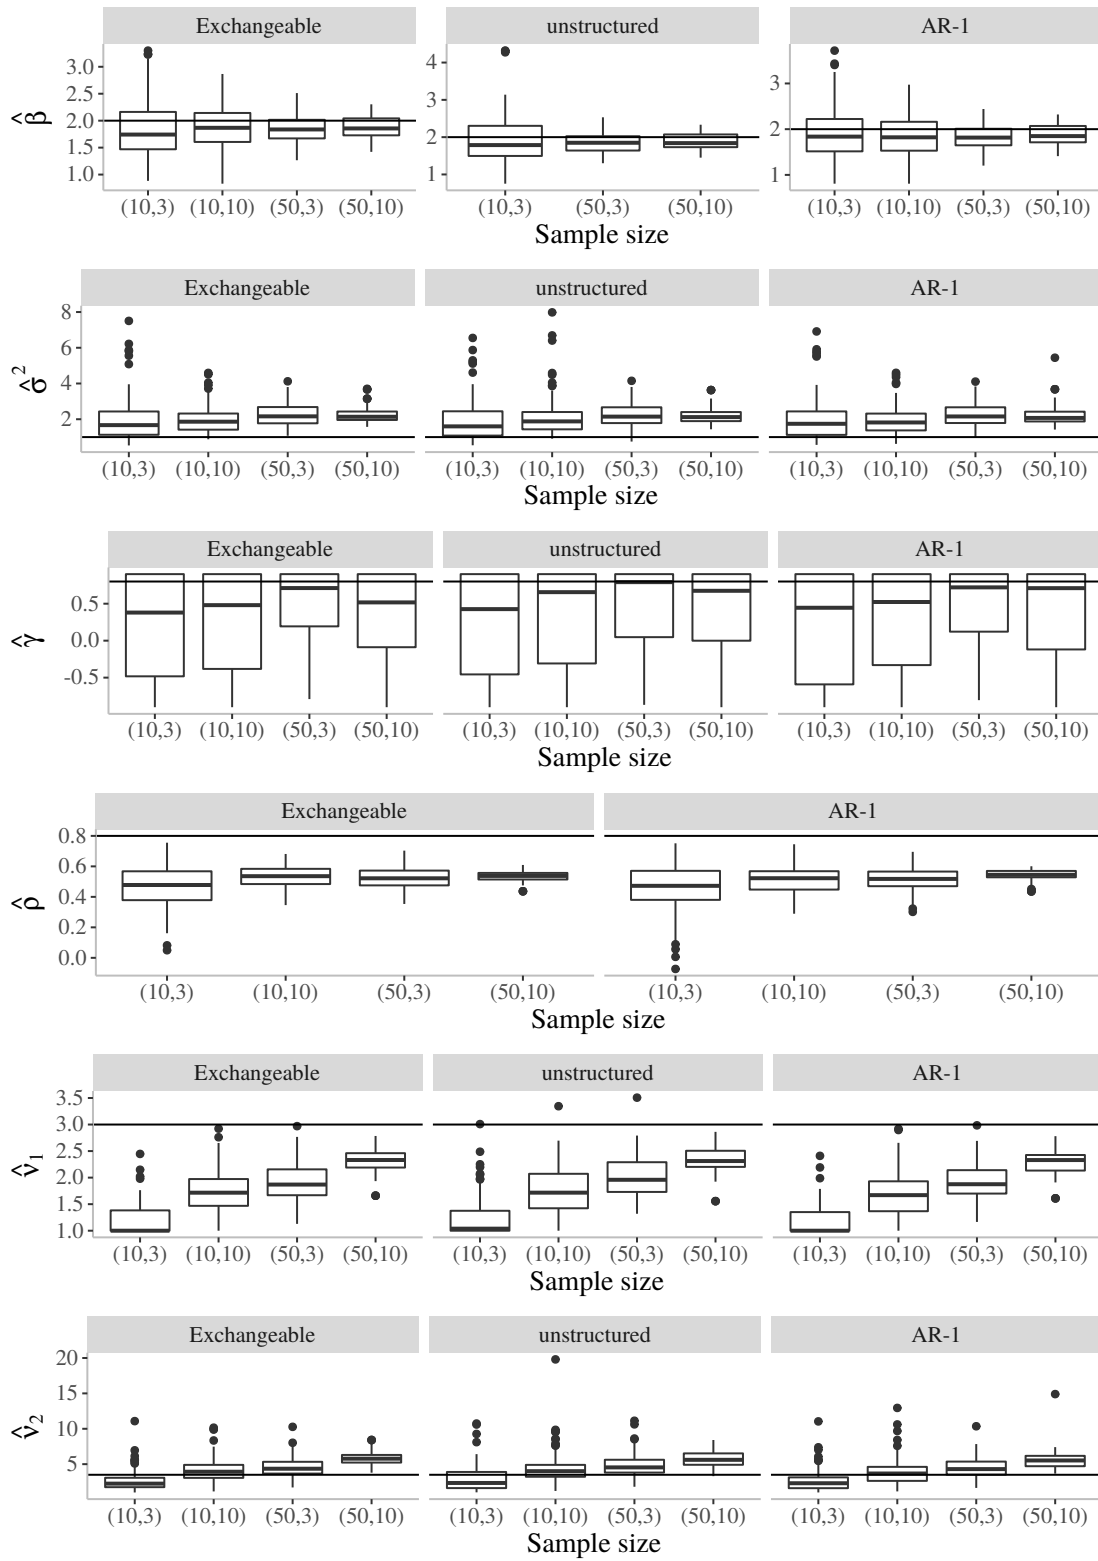 Exchangeable unstructured AR-1
β̂
3.0 2.5 2.0 1.5 1.0
4 3 2 1
3 2 1
(10,3) (10,10) (50,3) (50,10) (10,3) (50,3) (50,10) (10,3) (10,10) (50,3) (50,10)
Sample size
Exchangeable unstructured AR-1
σ̂²
8 6 4 2
(10,3) (10,10) (50,3) (50,10) (10,3) (10,10) (50,3) (50,10) (10,3) (10,10) (50,3) (50,10)
Sample size
Exchangeable unstructured AR-1
γ̂
0.5 0.0 -0.5
(10,3) (10,10) (50,3) (50,10) (10,3) (10,10) (50,3) (50,10) (10,3) (10,10) (50,3) (50,10)
Sample size
Exchangeable AR-1
ρ̂
0.8 0.6 0.4 0.2 0.0
(10,3) (10,10) (50,3) (50,10) (10,3) (10,10) (50,3) (50,10)
Sample size
Exchangeable unstructured AR-1
ν̂₁
3.5 3.0 2.5 2.0 1.5 1.0
(10,3) (10,10) (50,3) (50,10) (10,3) (10,10) (50,3) (50,10) (10,3) (10,10) (50,3) (50,10)
Sample size
Exchangeable unstructured AR-1
ν̂₂
20 15 10 5
(10,3) (10,10) (50,3) (50,10) (10,3) (10,10) (50,3) (50,10) (10,3) (10,10) (50,3) (50,10)
Sample size